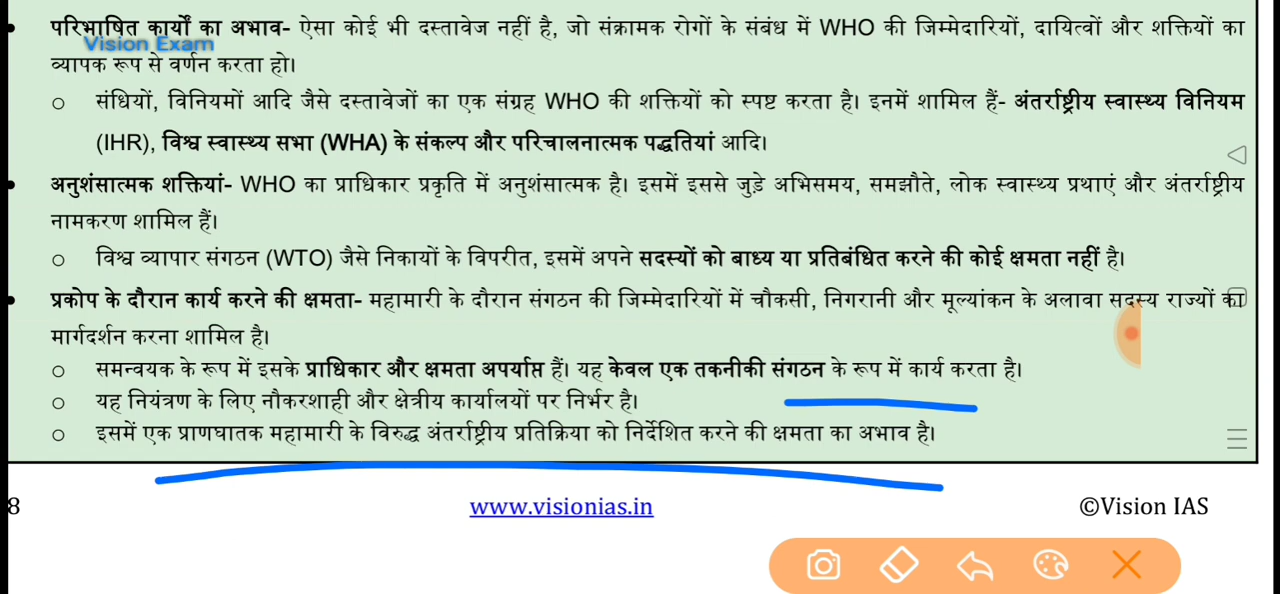 • परिभाषित कार्यों का अभाव- ऐसा कोई भी दस्तावेज नहीं है, जो संक्रामक रोगों के संबंध में WHO की जिम्मेदारियों, दायित्वों और शक्तियों का
Vision Exam
व्यापक रूप से वर्णन करता हो।
o संधियों, विनियमों आदि जैसे दस्तावेजों का एक संग्रह WHO की शक्तियों को स्पष्ट करता है। इनमें शामिल हैं- अंतर्राष्ट्रीय स्वास्थ्य विनियम
(IHR), विश्व स्वास्थ्य सभा (WHA) के संकल्प और परिचालनात्मक पद्धतियां आदि।
• अनुशंसात्मक शक्तियां- WHO का प्राधिकार प्रकृति में अनुशंसात्मक है। इसमें इससे जुड़े अभिसमय, समझौते, लोक स्वास्थ्य प्रथाएं और अंतर्राष्ट्रीय
नामकरण शामिल हैं।
o विश्व व्यापार संगठन (WTO) जैसे निकायों के विपरीत, इसमें अपने सदस्यों को बाध्य या प्रतिबंधित करने की कोई क्षमता नहीं है।
• प्रकोप के दौरान कार्य करने की क्षमता- महामारी के दौरान संगठन की जिम्मेदारियों में चौकसी, निगरानी और मूल्यांकन के अलावा सदस्य राज्यों का
मार्गदर्शन करना शामिल है।
o समन्वयक के रूप में इसके प्राधिकार और क्षमता अपर्याप्त हैं। यह केवल एक तकनीकी संगठन के रूप में कार्य करता है।
o यह नियंत्रण के लिए नौकरशाही और क्षेत्रीय कार्यालयों पर निर्भर है।
o इसमें एक प्राणघातक महामारी के विरुद्ध अंतर्राष्ट्रीय प्रतिक्रिया को निर्देशित करने की क्षमता का अभाव है।
8 www.visionias.in ©Vision IAS